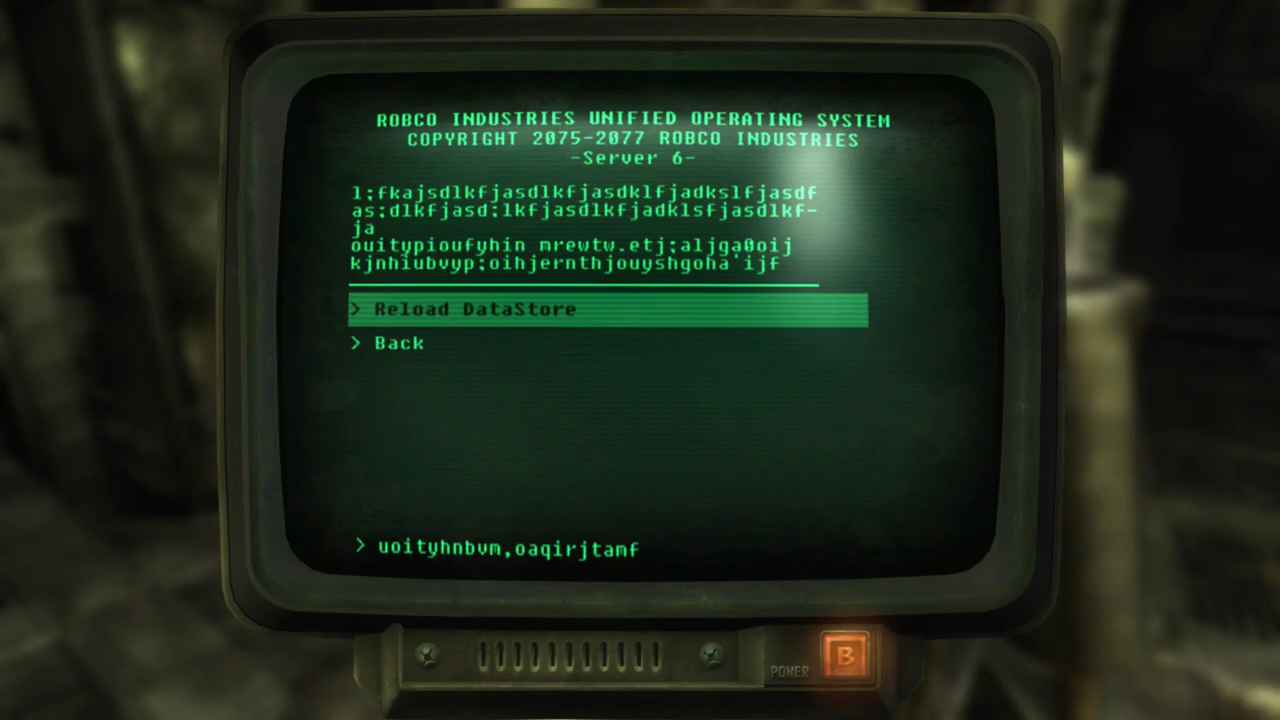 ROBCO INDUSTRIES UNIFIED OPERATING SYSTEM
COPYRIGHT 2075-2077 ROBCO INDUSTRIES
-Server 6-
l;fkajsdlkfjasdlkfjasdklfjadkslfjasdf
as;dlkfjasd;lkfjasdlkfjadklsfjasdlkf-
ja
ouitypioufyhin mrewtw.etj;aljga0oij
kjnhiubvyp;oihjernthjouyshgoha'ijf
> Reload DataStore
> Back
> uoityhnbvm,oaqirjtamf
POWER
B